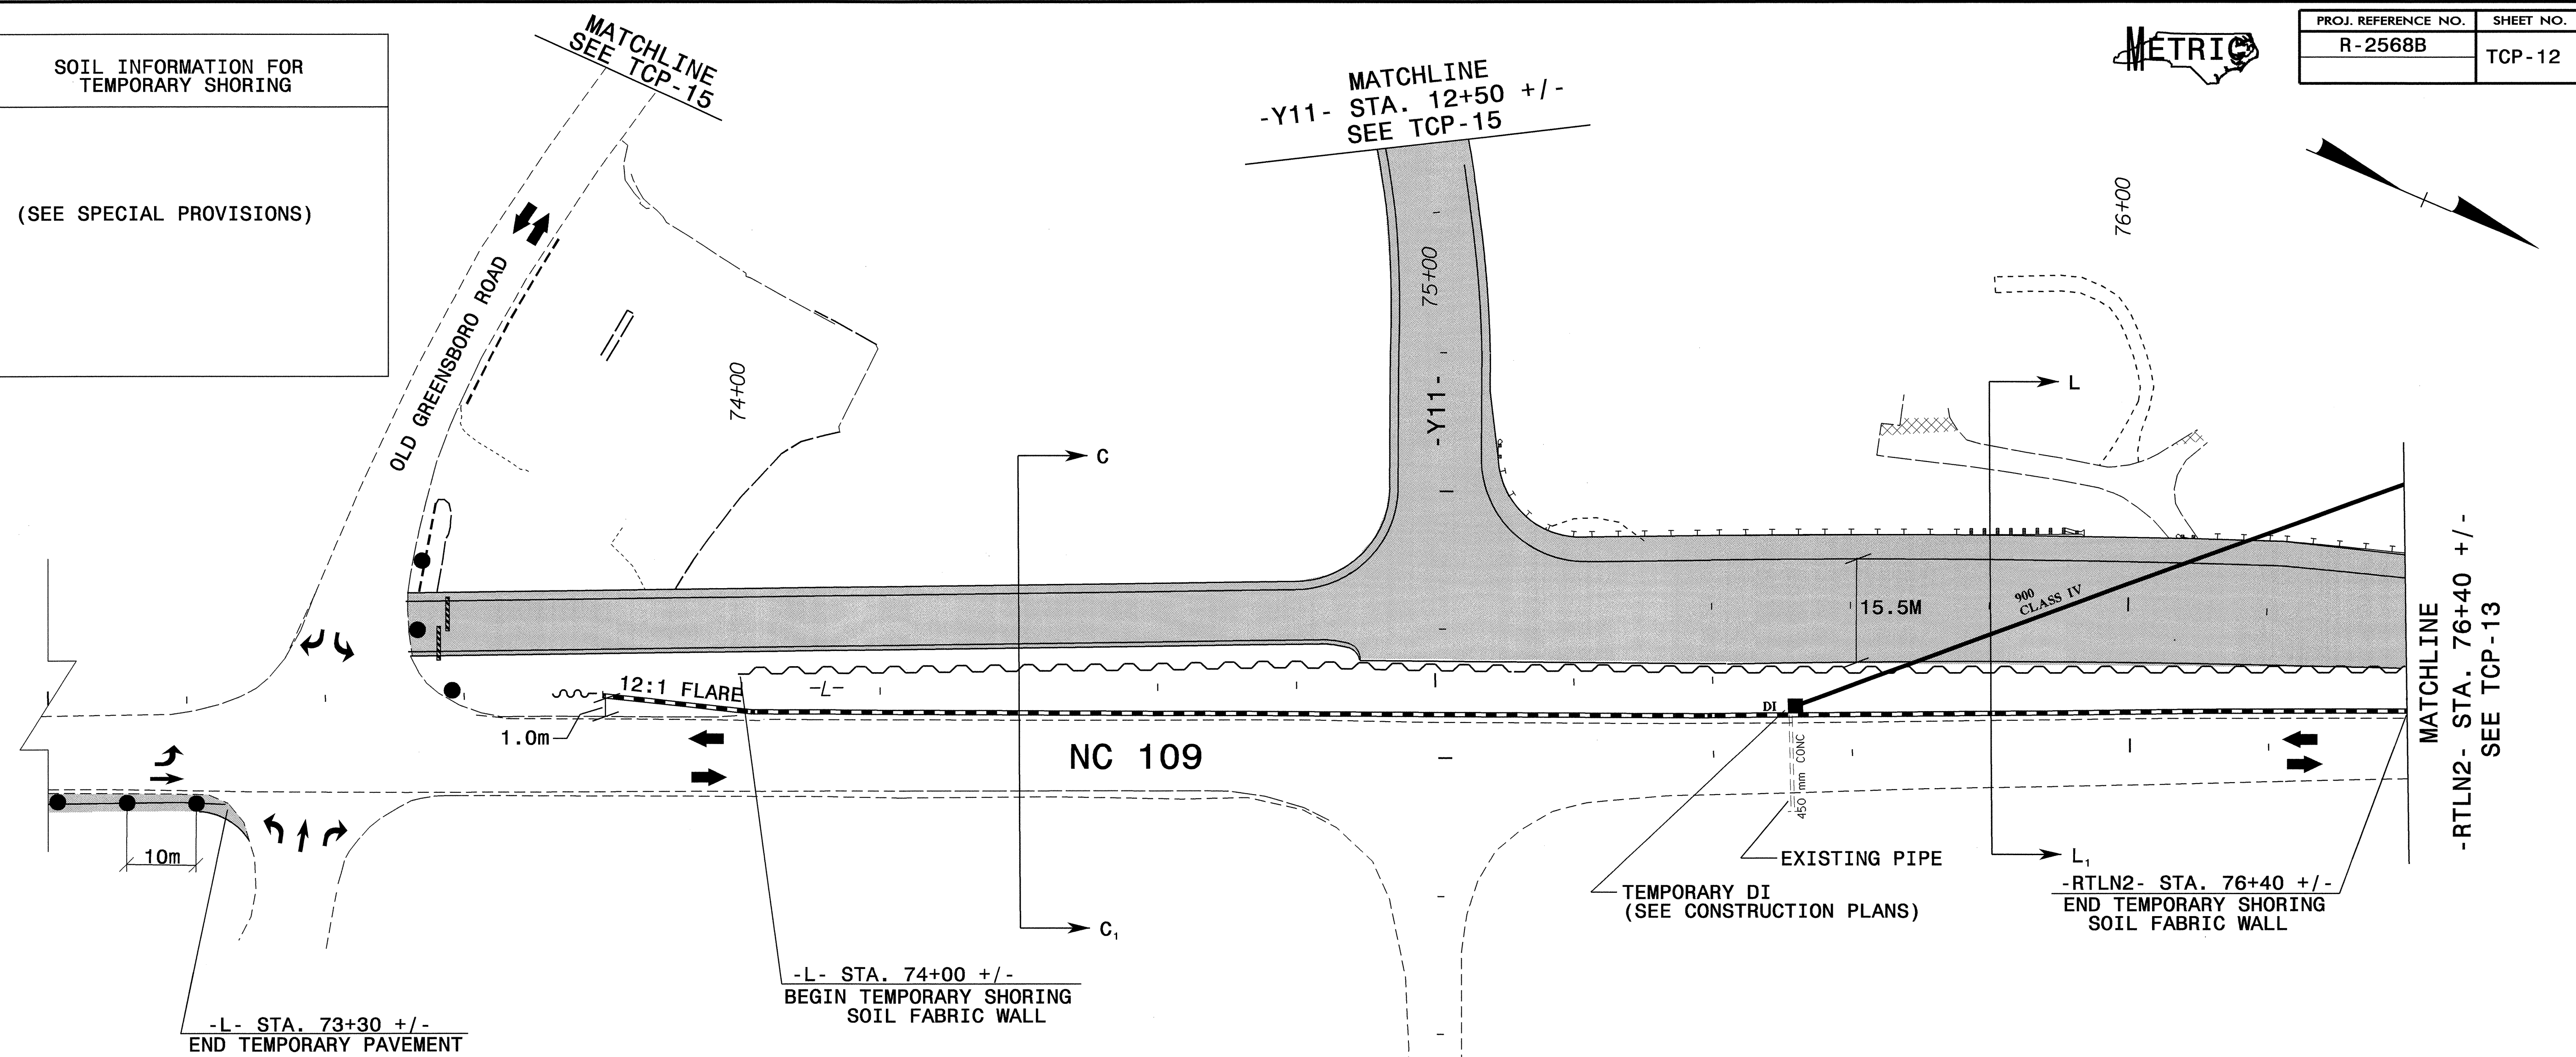 PROJ. REFERENCE NO.
SHEET NO.
R-2568B
TCP-12
METRIC
SOIL INFORMATION FOR
TEMPORARY SHORING
(SEE SPECIAL PROVISIONS)
MATCHLINE
SEE TCP-15
MATCHLINE
-Y11- STA. 12+50 +/-
SEE TCP-15
OLD GREENSBORO ROAD
74+00
75+00
76+00
-Y11-
C
L
900
CLASS IV
15.5M
12:1 FLARE
-L-
1.0m
DI
NC 109
450 mm CONC
10m
EXISTING PIPE
TEMPORARY DI
(SEE CONSTRUCTION PLANS)
C1
L1
-RTLN2- STA. 76+40 +/-
END TEMPORARY SHORING
SOIL FABRIC WALL
MATCHLINE
-RTLN2- STA. 76+40 +/-
SEE TCP-13
-L- STA. 74+00 +/-
BEGIN TEMPORARY SHORING
SOIL FABRIC WALL
-L- STA. 73+30 +/-
END TEMPORARY PAVEMENT